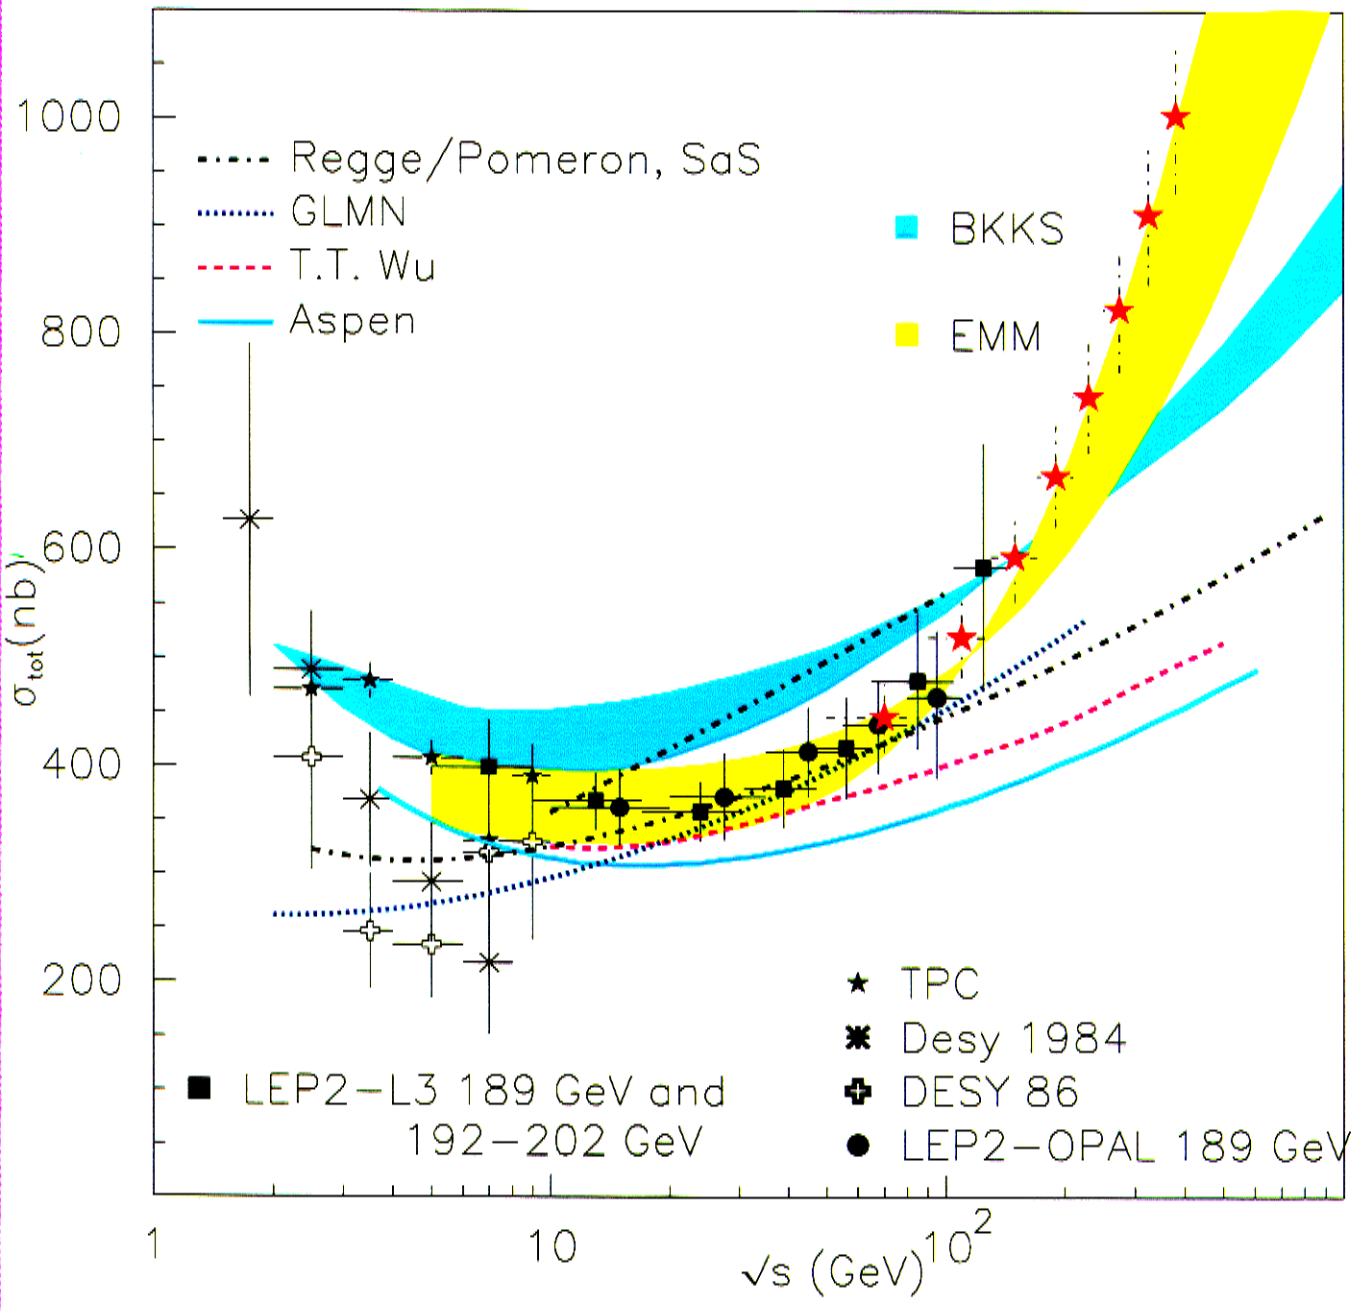 1000
800
600
400
200
σtot(nb)
Regge/Pomeron, SaS
GLMN
T.T. Wu
Aspen
BKKS
EMM
TPC
Desy 1984
DESY 86
LEP2-OPAL 189 GeV
LEP2-L3 189 GeV and
192-202 GeV
1
10
10²
√s (GeV)